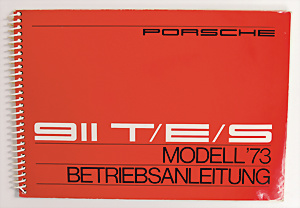 PORSCHE
911 T/E/S
MODELL '73
BETRIEBSANLEITUNG